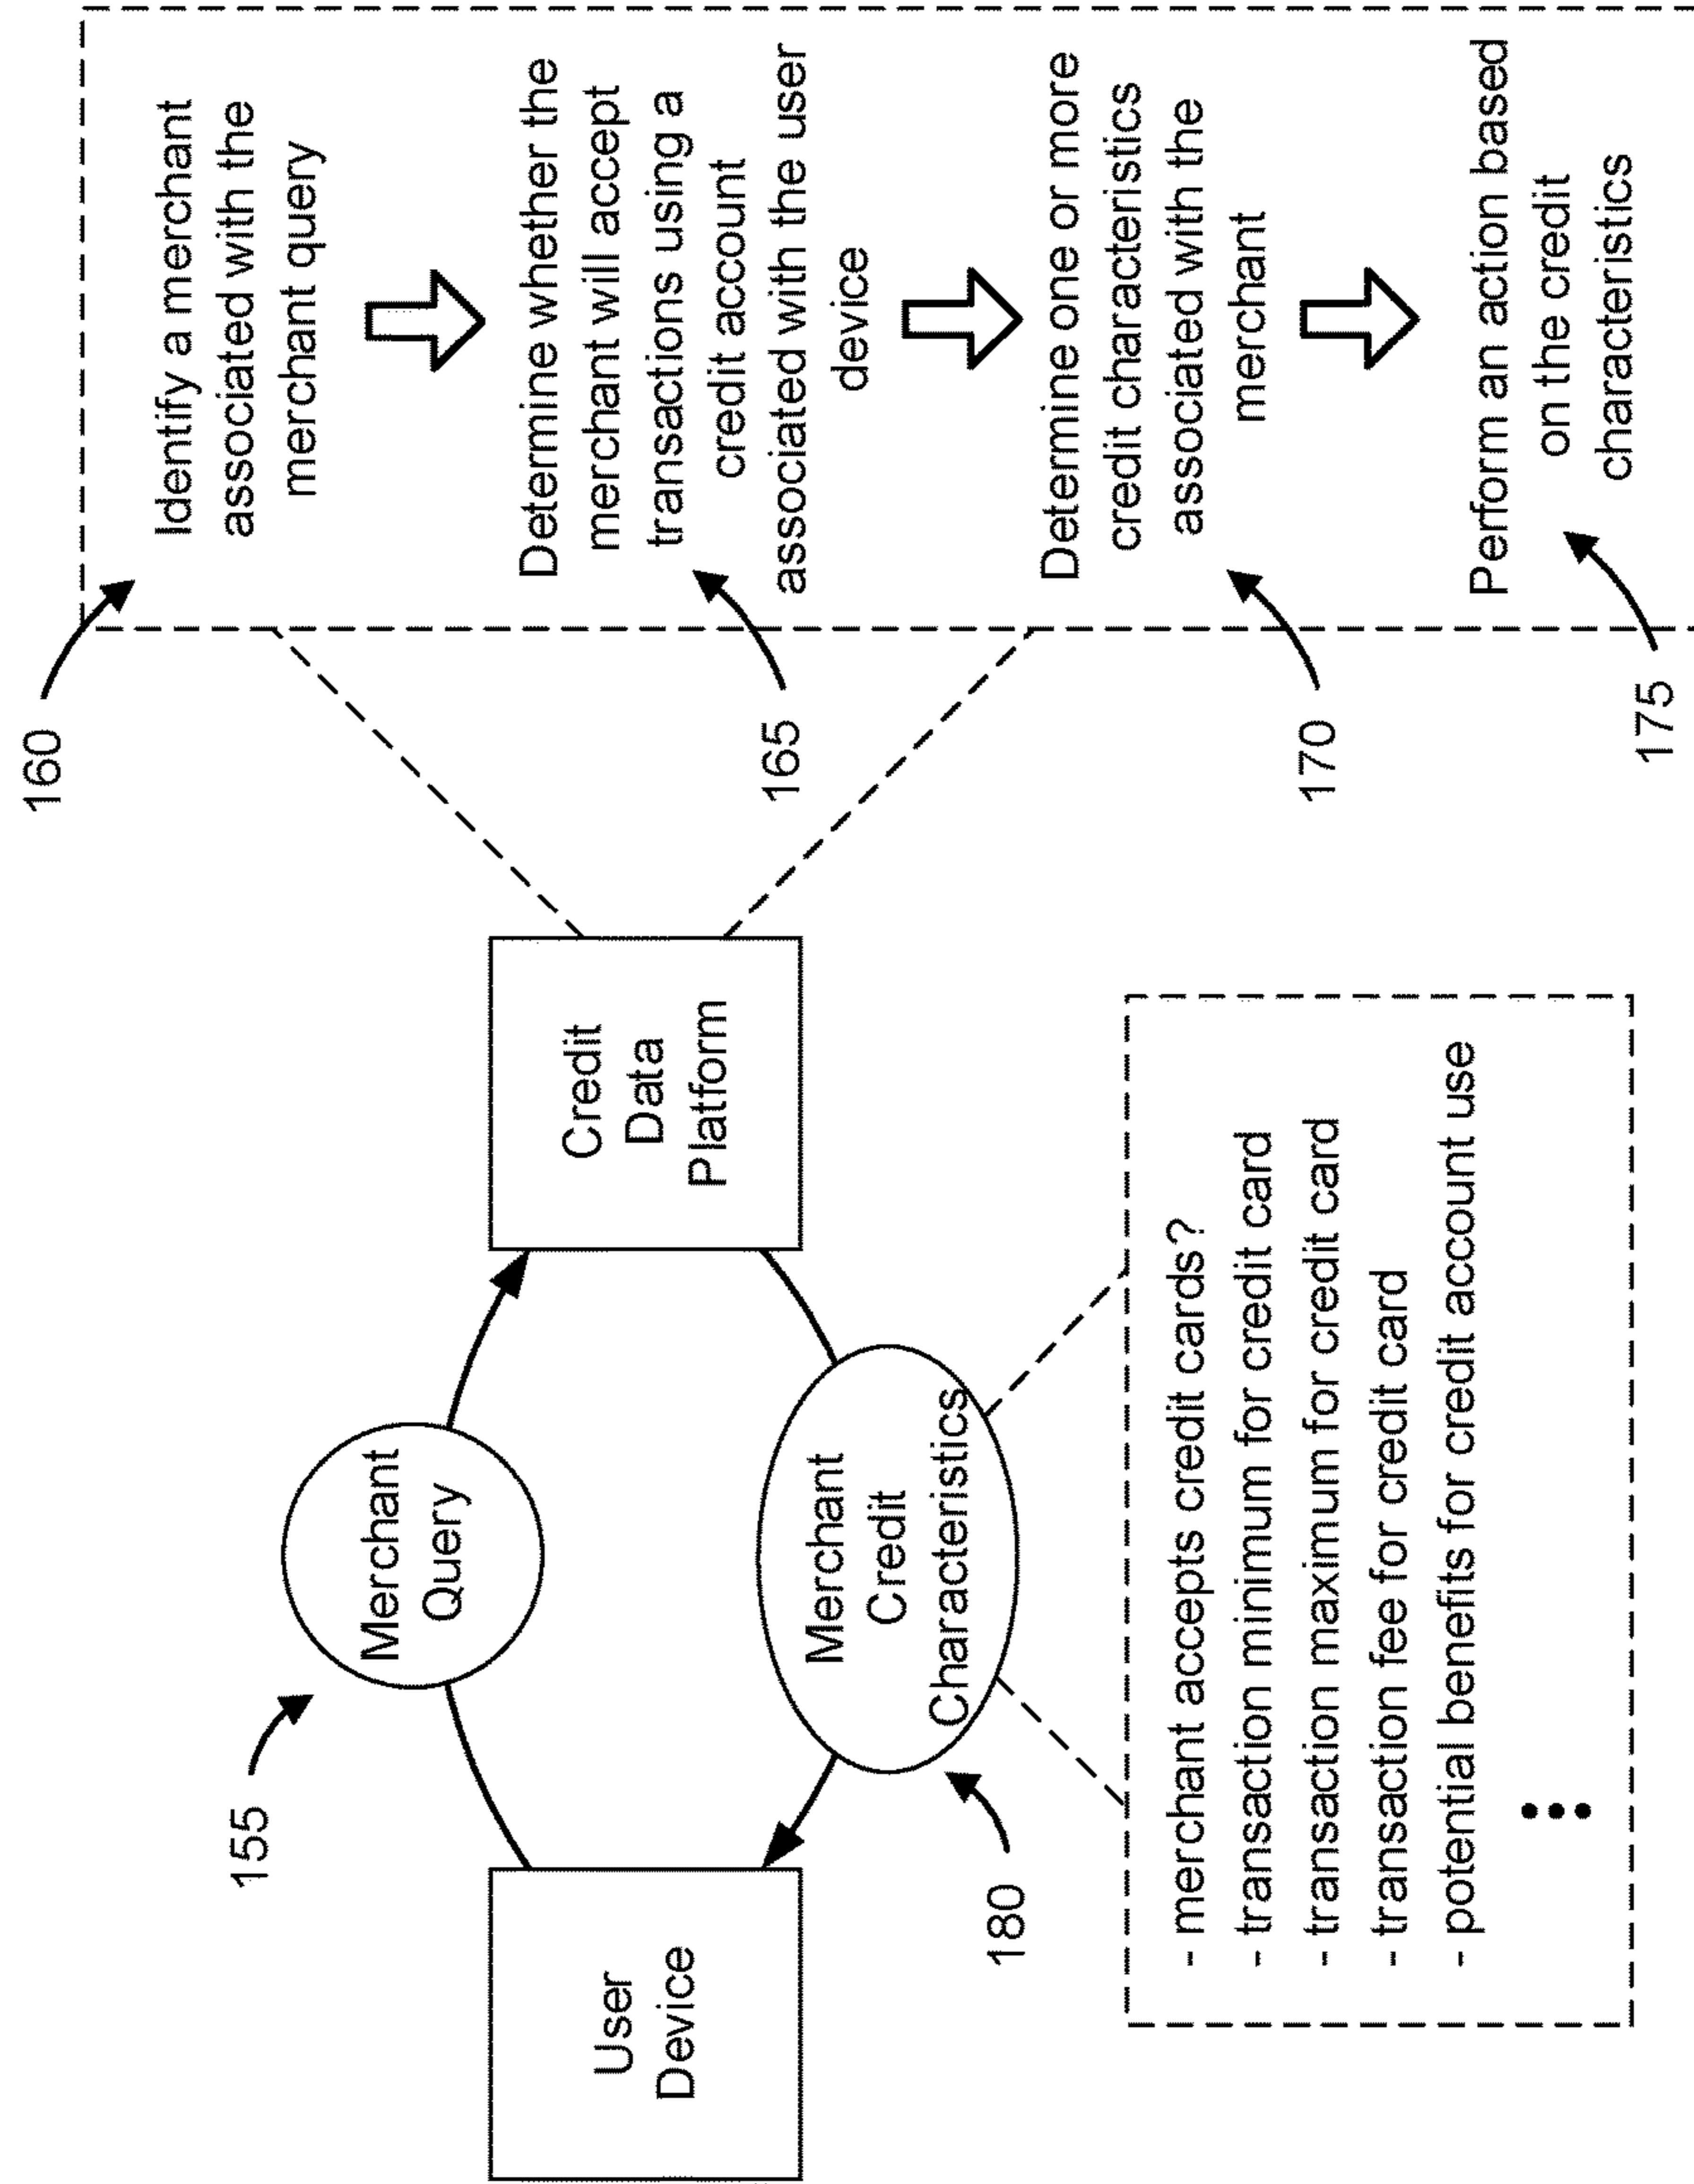 155
Merchant
Query
User
Device
Credit
Data
Platform
Merchant
Credit
Characteristics
180
- merchant accepts credit cards?
- transaction minimum for credit card
- transaction maximum for credit card
- transaction fee for credit card
- potential benefits for credit account use
160
Identify a merchant
associated with the
merchant query
165
Determine whether the
merchant will accept
transactions using a
credit account
associated with the user
device
170
Determine one or more
credit characteristics
associated with the
merchant
175
Perform an action based
on the credit
characteristics